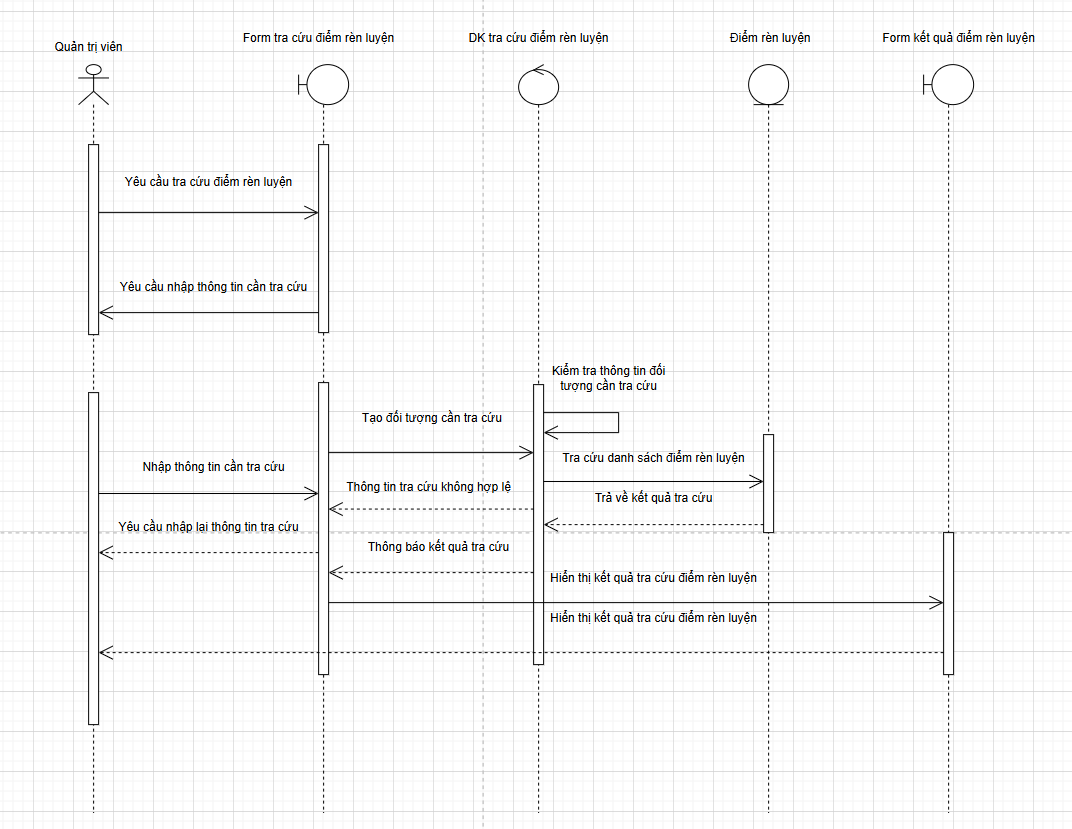 Quản trị viên
Form tra cứu điểm rèn luyện
DK tra cứu điểm rèn luyện
Điểm rèn luyện
Form kết quả điểm rèn luyện
Yêu cầu tra cứu điểm rèn luyện
Yêu cầu nhập thông tin cần tra cứu
Kiểm tra thông tin đối
tượng cần tra cứu
Tạo đối tượng cần tra cứu
Tra cứu danh sách điểm rèn luyện
Nhập thông tin cần tra cứu
Thông tin tra cứu không hợp lệ
Trả về kết quả tra cứu
Yêu cầu nhập lại thông tin tra cứu
Thông báo kết quả tra cứu
Hiển thị kết quả tra cứu điểm rèn luyện
Hiển thị kết quả tra cứu điểm rèn luyện